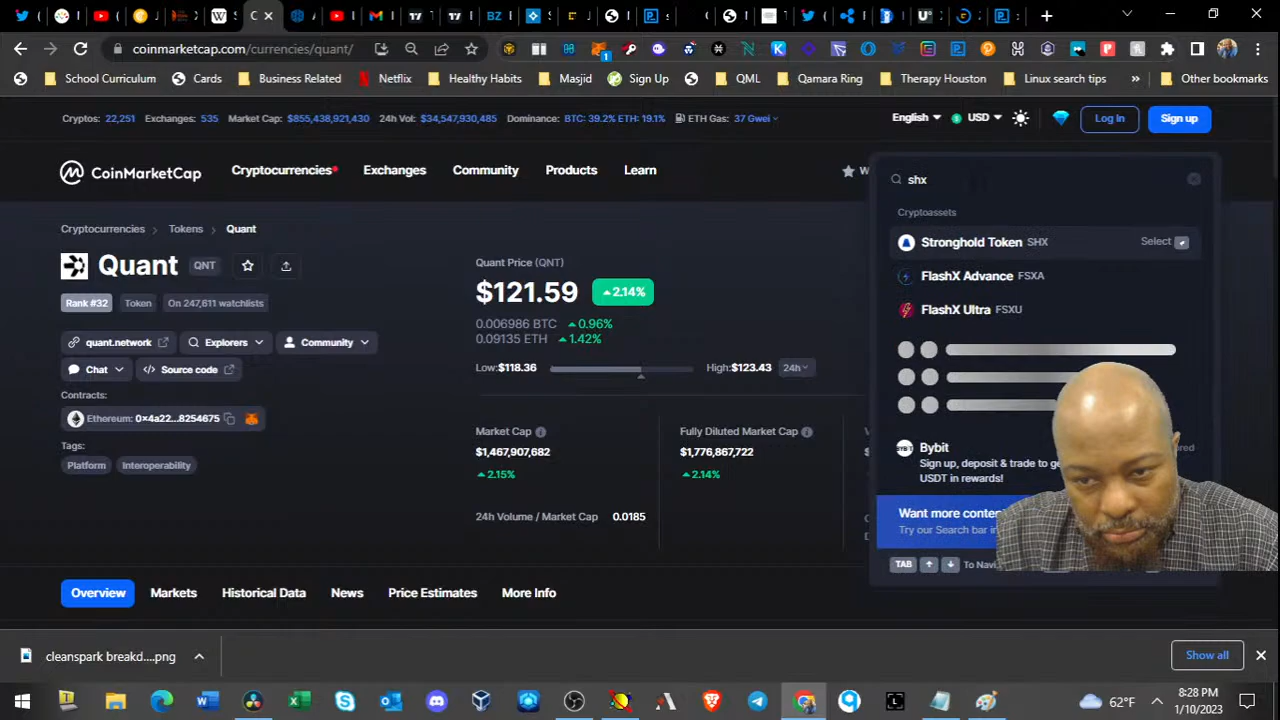 coinmarketcap.com/currencies/quant/
School Curriculum
Cards
Business Related
Netflix
Healthy Habits
Masjid
Sign Up
QML
Qamara Ring
Therapy Houston
Linux search tips
Other bookmarks
Cryptos: 22,251 Exchanges: 535 Market Cap: $855,438,921,430 24h Vol: $34,547,930,485 Dominance: BTC: 39.2% ETH: 19.1% ETH Gas: 37 Gwei
English
USD
Log In
Sign up
CoinMarketCap
Cryptocurrencies
Exchanges
Community
Products
Learn
W
shx
Cryptoassets
Stronghold Token SHX
Select
FlashX Advance FSXA
FlashX Ultra FSXU
Bybit
Sign up, deposit & trade to ge
USDT in rewards!
Want more conten
Try our Search bar in
TAB
To Navi
Cryptocurrencies
Tokens
Quant
Quant QNT
Rank #32
Token
On 247,611 watchlists
quant.network
Explorers
Community
Chat
Source code
Contracts:
Ethereum: 0x4a22...8254675
Tags:
Platform
Interoperability
Quant Price (QNT)
$121.59
2.14%
0.006986 BTC 0.96%
0.09135 ETH 1.42%
Low: $118.36
High: $123.43
24h
Market Cap
$1,467,907,682
2.15%
Fully Diluted Market Cap
$1,776,867,722
2.14%
24h Volume / Market Cap 0.0185
Overview
Markets
Historical Data
News
Price Estimates
More Info
cleanspark breakd....png
Show all
62°F
8:28 PM
1/10/2023